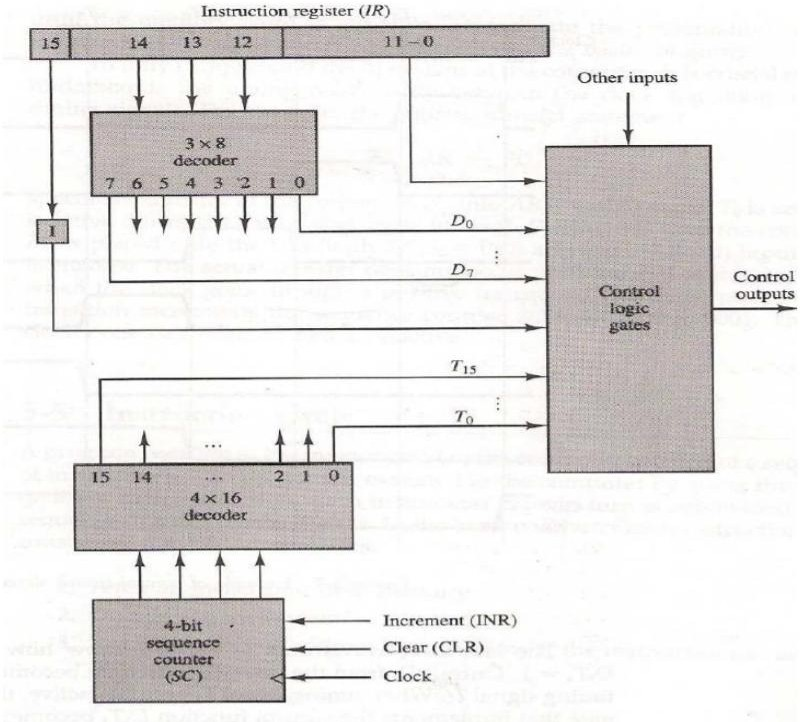 Instruction register (IR)
15 14 13 12 11 – 0
Other inputs
3 × 8
decoder
7 6 5 4 3 2 1 0
I
D0
⋮
D7
Control
logic
gates
Control
outputs
T15
⋮
T0
...
15 14 ... 2 1 0
4 × 16
decoder
4-bit
sequence
counter
(SC)
Increment (INR)
Clear (CLR)
Clock